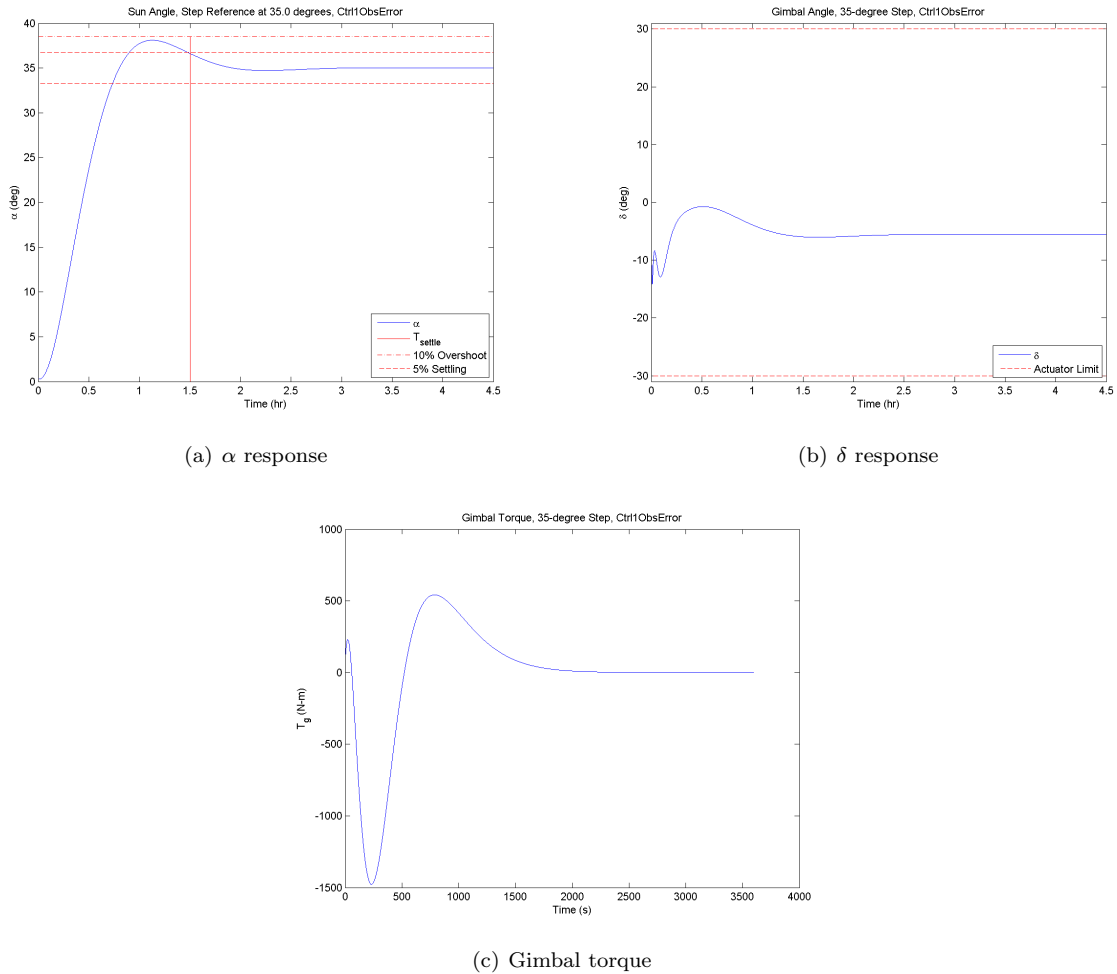 Sun Angle, Step Reference at 35.0 degrees, Ctrl1ObsError
40
35
30
25
20
15
10
5
0
α (deg)
0 0.5 1 1.5 2 2.5 3 3.5 4 4.5
Time (hr)
α
T_settle
10% Overshoot
5% Settling
(a) α response
Gimbal Angle, 35-degree Step, Ctrl1ObsError
30
20
10
0
-10
-20
-30
δ (deg)
0 0.5 1 1.5 2 2.5 3 3.5 4 4.5
Time (hr)
δ
Actuator Limit
(b) δ response
Gimbal Torque, 35-degree Step, Ctrl1ObsError
1000
500
0
-500
-1000
-1500
T_g (N-m)
0 500 1000 1500 2000 2500 3000 3500 4000
Time (s)
(c) Gimbal torque